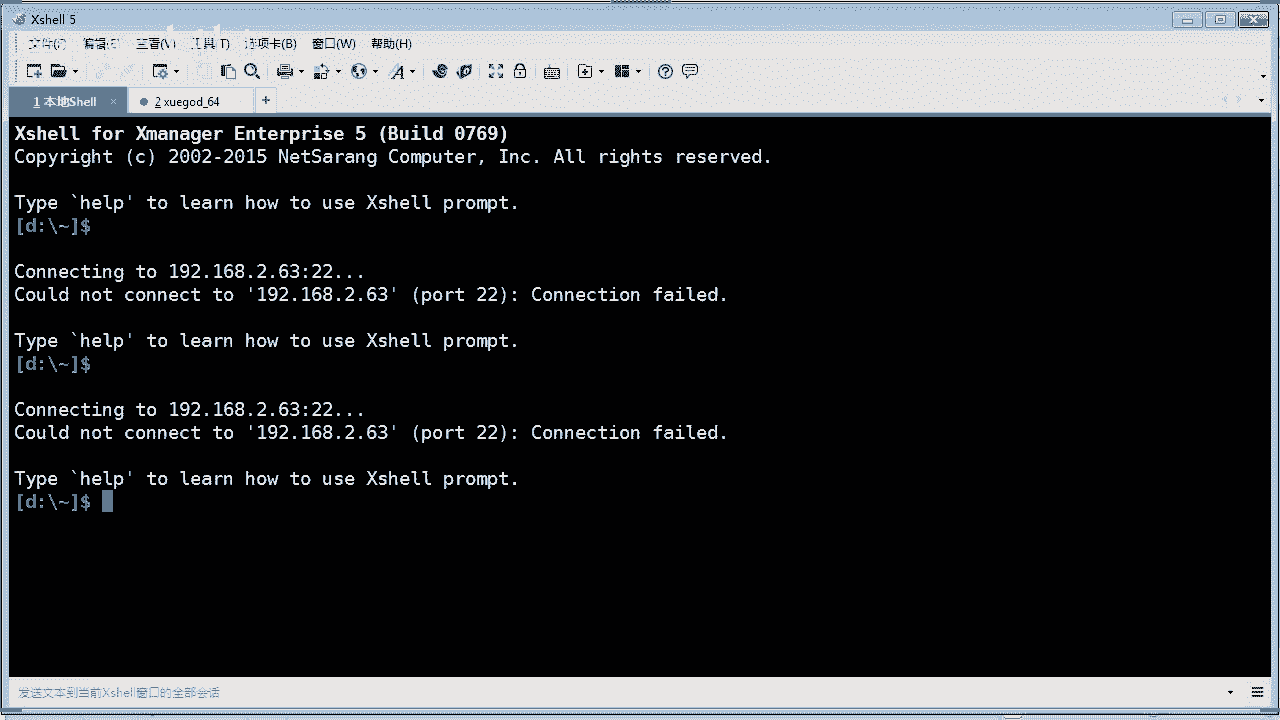 Xshell 5
文件(F) 编辑(E) 查看(V) 工具(T) 选项卡(B) 窗口(W) 帮助(H)
1 本地Shell × 2 xuegod_64 +
Xshell for Xmanager Enterprise 5 (Build 0769)
Copyright (c) 2002-2015 NetSarang Computer, Inc. All rights reserved.
Type `help' to learn how to use Xshell prompt.
[d:\~]$
Connecting to 192.168.2.63:22...
Could not connect to '192.168.2.63' (port 22): Connection failed.
Type `help' to learn how to use Xshell prompt.
[d:\~]$
Connecting to 192.168.2.63:22...
Could not connect to '192.168.2.63' (port 22): Connection failed.
Type `help' to learn how to use Xshell prompt.
[d:\~]$
发送文本到当前Xshell窗口的全部会话